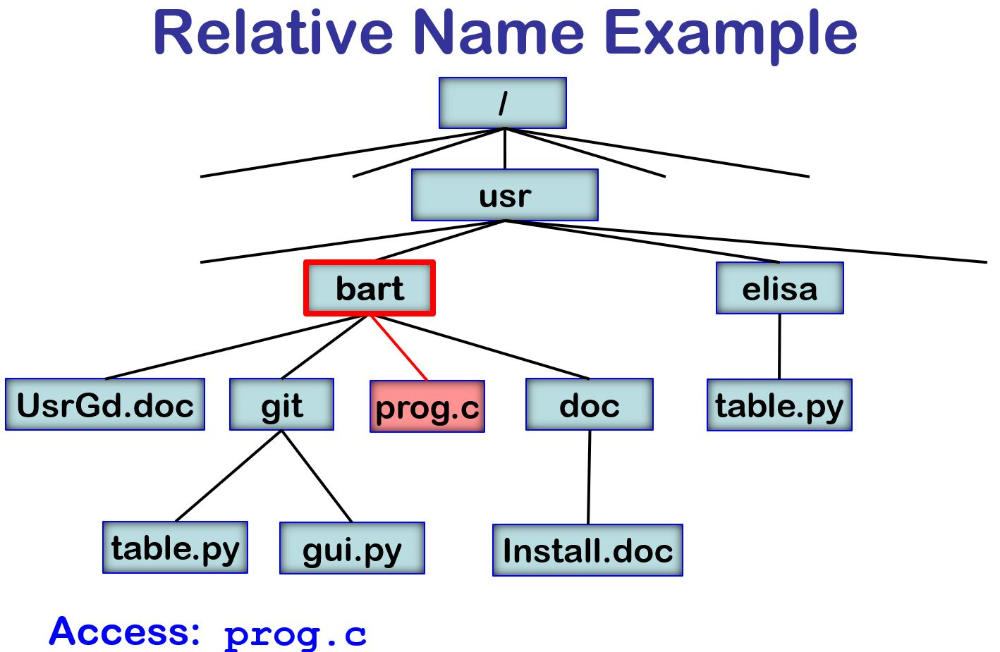 Relative Name Example
/
usr
bart
elisa
UsrGd.doc
git
prog.c
doc
table.py
table.py
gui.py
Install.doc
Access: prog.c